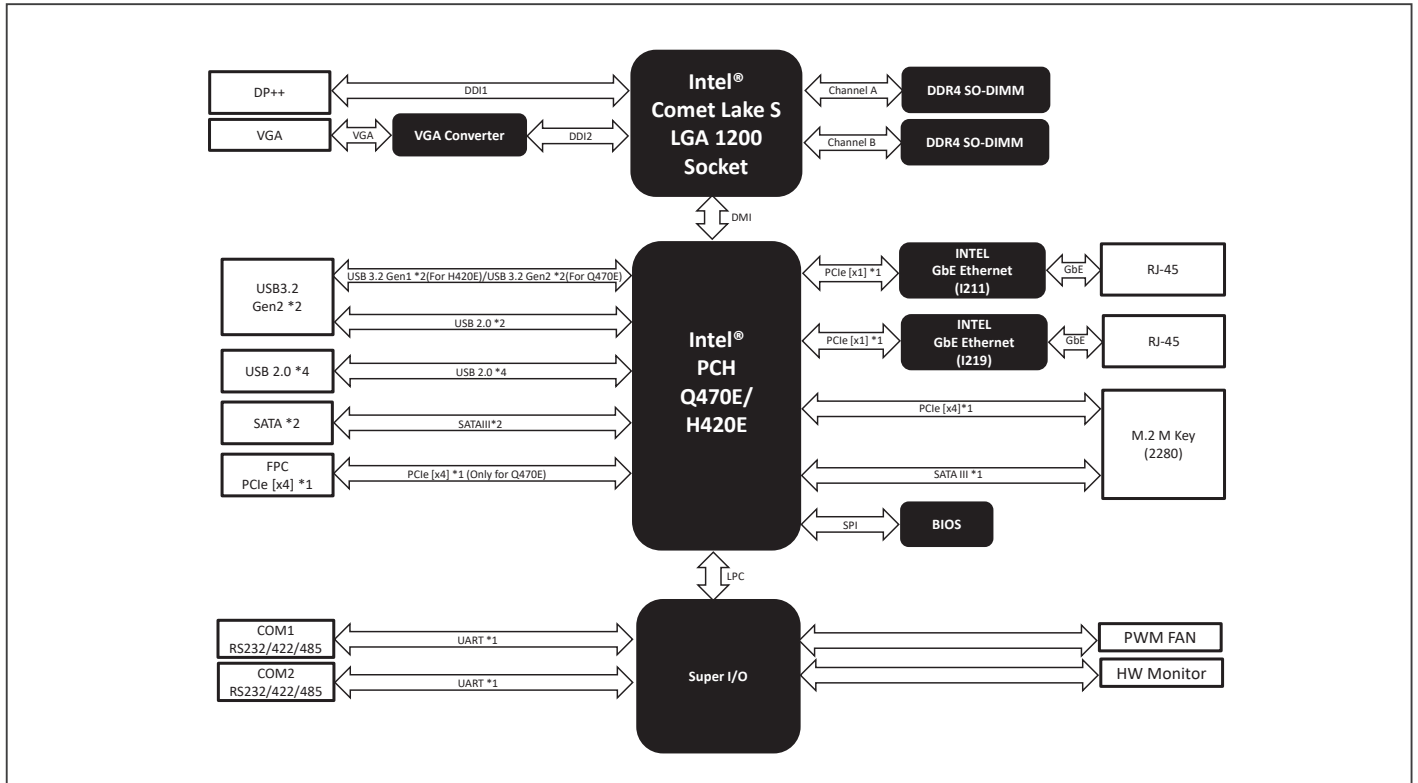 Intel®
Comet Lake S
LGA 1200
Socket
DP++
DDI1
VGA
VGA
VGA Converter
DDI2
Channel A
DDR4 SO-DIMM
Channel B
DDR4 SO-DIMM
DMI
Intel®
PCH
Q470E/
H420E
USB3.2
Gen2 *2
USB 3.2 Gen1 *2(For H420E)/USB 3.2 Gen2 *2(For Q470E)
USB 2.0 *2
USB 2.0 *4
USB 2.0 *4
SATA *2
SATAIII*2
FPC
PCIe [x4] *1
PCIe [x4] *1 (Only for Q470E)
PCIe [x1] *1
INTEL
GbE Ethernet
(I211)
GbE
RJ-45
PCIe [x1] *1
INTEL
GbE Ethernet
(I219)
GbE
RJ-45
PCIe [x4]*1
M.2 M Key
(2280)
SATA III *1
SPI
BIOS
LPC
Super I/O
COM1
RS232/422/485
UART *1
COM2
RS232/422/485
UART *1
PWM FAN
HW Monitor